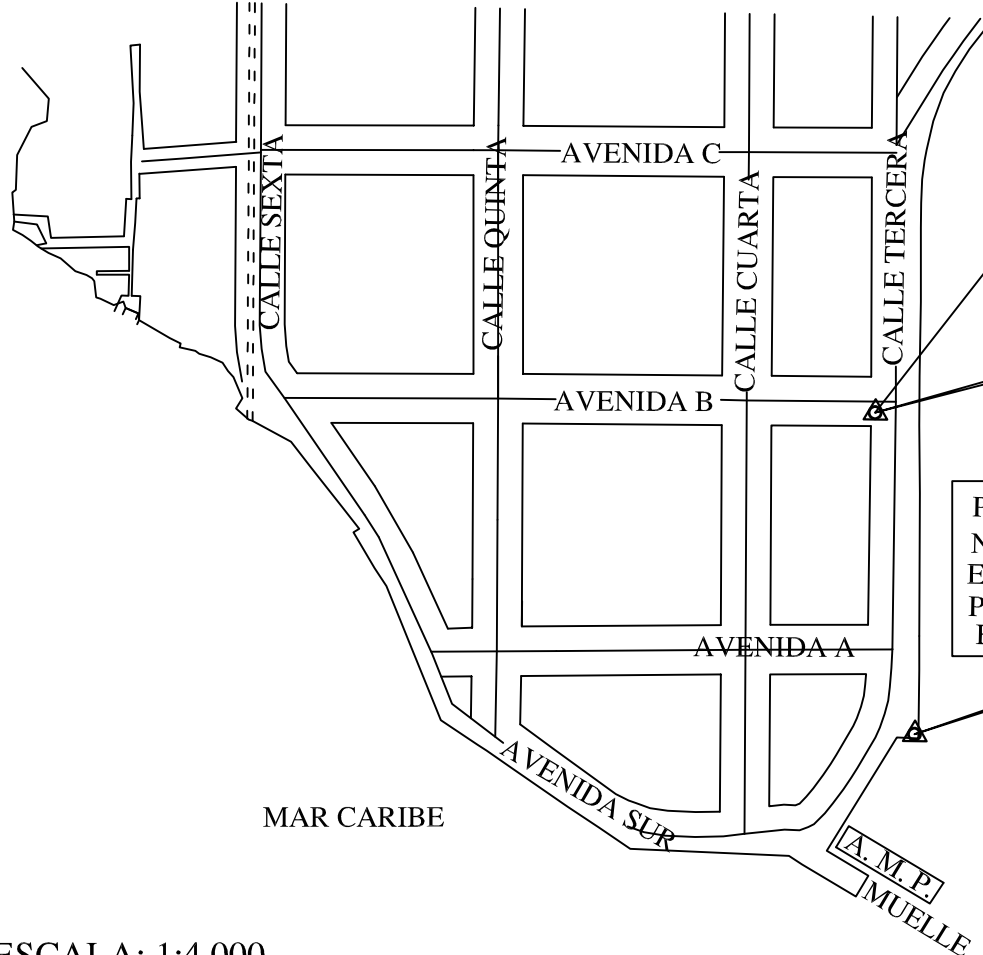 AVENIDA C
CALLE SEXTA
CALLE QUINTA
CALLE CUARTA
CALLE TERCERA
AVENIDA B
P
N
E
P
AVENIDA A
AVENIDA SUR
MAR CARIBE
A. M. P.
MUELLE
ESCALA: 1:4,000